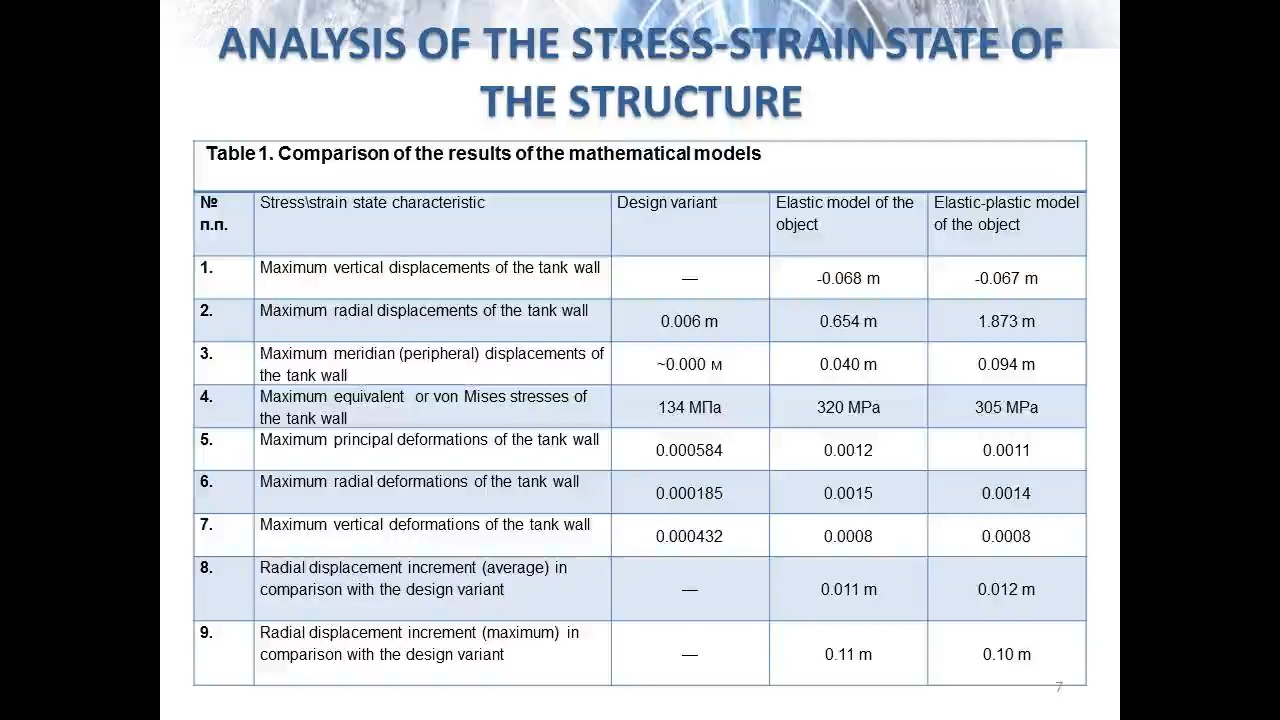 ANALYSIS OF THE STRESS-STRAIN STATE OF
THE STRUCTURE
Table 1. Comparison of the results of the mathematical models
№ п.п.
Stress\strain state characteristic
Design variant
Elastic model of the object
Elastic-plastic model of the object
1.
Maximum vertical displacements of the tank wall
—
-0.068 m
-0.067 m
2.
Maximum radial displacements of the tank wall
0.006 m
0.654 m
1.873 m
3.
Maximum meridian (peripheral) displacements of
the tank wall
~0.000 м
0.040 m
0.094 m
4.
Maximum equivalent or von Mises stresses of
the tank wall
134 МПа
320 MPa
305 MPa
5.
Maximum principal deformations of the tank wall
0.000584
0.0012
0.0011
6.
Maximum radial deformations of the tank wall
0.000185
0.0015
0.0014
7.
Maximum vertical deformations of the tank wall
0.000432
0.0008
0.0008
8.
Radial displacement increment (average) in
comparison with the design variant
—
0.011 m
0.012 m
9.
Radial displacement increment (maximum) in
comparison with the design variant
—
0.11 m
0.10 m
7